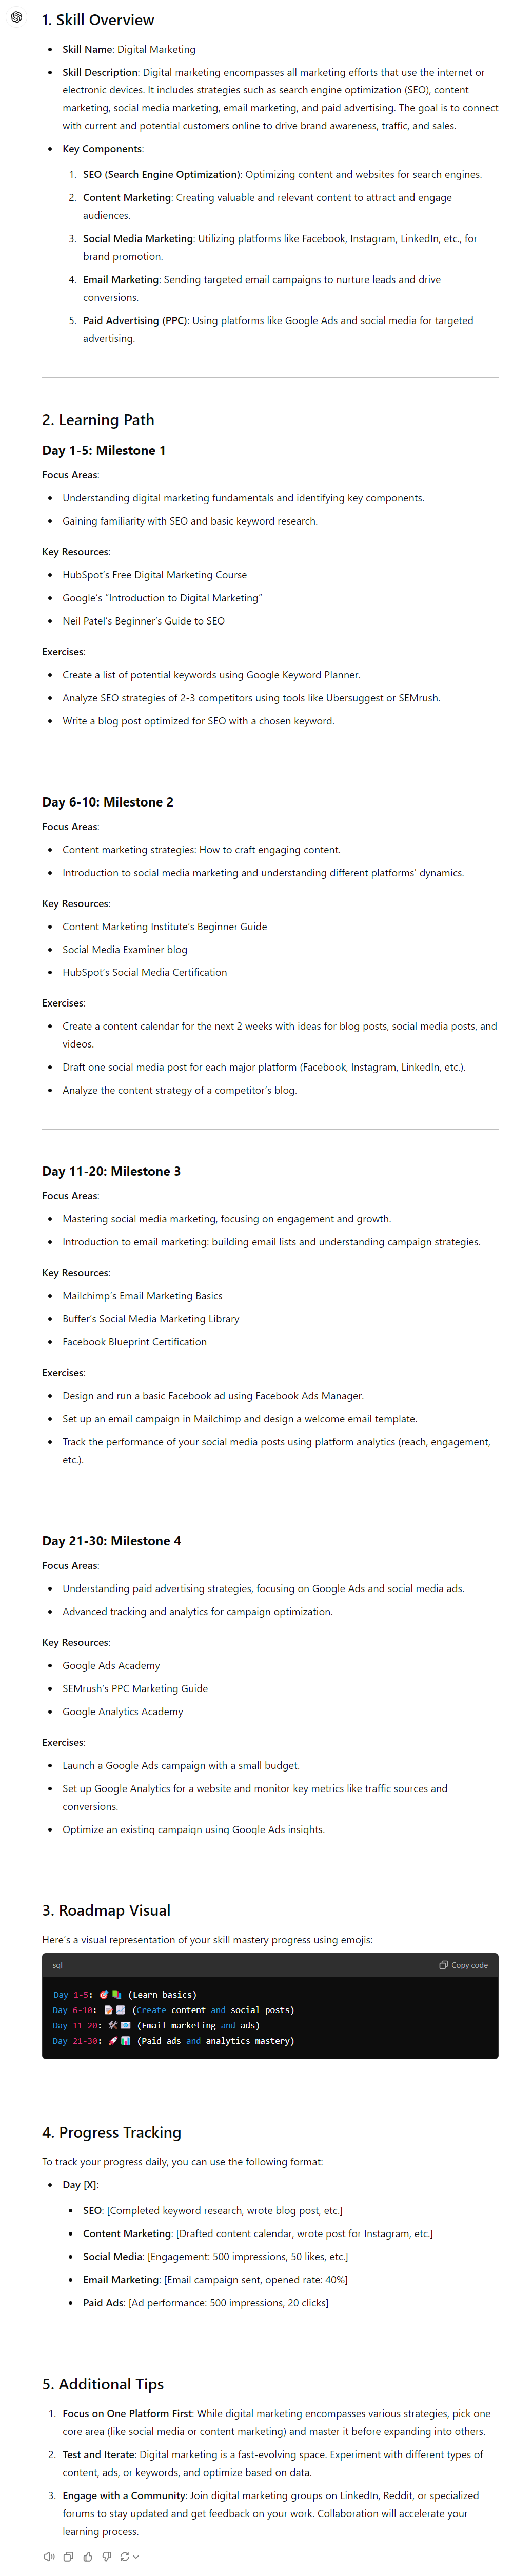 1. Skill Overview
• Skill Name: Digital Marketing
• Skill Description: Digital marketing encompasses all marketing efforts that use the internet or
electronic devices. It includes strategies such as search engine optimization (SEO), content
marketing, social media marketing, email marketing, and paid advertising. The goal is to connect
with current and potential customers online to drive brand awareness, traffic, and sales.
• Key Components:
1. SEO (Search Engine Optimization): Optimizing content and websites for search engines.
2. Content Marketing: Creating valuable and relevant content to attract and engage
audiences.
3. Social Media Marketing: Utilizing platforms like Facebook, Instagram, LinkedIn, etc., for
brand promotion.
4. Email Marketing: Sending targeted email campaigns to nurture leads and drive
conversions.
5. Paid Advertising (PPC): Using platforms like Google Ads and social media for targeted
advertising.
2. Learning Path
Day 1-5: Milestone 1
Focus Areas:
• Understanding digital marketing fundamentals and identifying key components.
• Gaining familiarity with SEO and basic keyword research.
Key Resources:
• HubSpot's Free Digital Marketing Course
• Google's "Introduction to Digital Marketing"
• Neil Patel's Beginner's Guide to SEO
Exercises:
• Create a list of potential keywords using Google Keyword Planner.
• Analyze SEO strategies of 2-3 competitors using tools like Ubersuggest or SEMrush.
• Write a blog post optimized for SEO with a chosen keyword.
Day 6-10: Milestone 2
Focus Areas:
• Content marketing strategies: How to craft engaging content.
• Introduction to social media marketing and understanding different platforms' dynamics.
Key Resources:
• Content Marketing Institute's Beginner Guide
• Social Media Examiner blog
• HubSpot's Social Media Certification
Exercises:
• Create a content calendar for the next 2 weeks with ideas for blog posts, social media posts, and
videos.
• Draft one social media post for each major platform (Facebook, Instagram, LinkedIn, etc.).
• Analyze the content strategy of a competitor's blog.
Day 11-20: Milestone 3
Focus Areas:
• Mastering social media marketing, focusing on engagement and growth.
• Introduction to email marketing: building email lists and understanding campaign strategies.
Key Resources:
• Mailchimp's Email Marketing Basics
• Buffer's Social Media Marketing Library
• Facebook Blueprint Certification
Exercises:
• Design and run a basic Facebook ad using Facebook Ads Manager.
• Set up an email campaign in Mailchimp and design a welcome email template.
• Track the performance of your social media posts using platform analytics (reach, engagement,
etc.).
Day 21-30: Milestone 4
Focus Areas:
• Understanding paid advertising strategies, focusing on Google Ads and social media ads.
• Advanced tracking and analytics for campaign optimization.
Key Resources:
• Google Ads Academy
• SEMrush's PPC Marketing Guide
• Google Analytics Academy
Exercises:
• Launch a Google Ads campaign with a small budget.
• Set up Google Analytics for a website and monitor key metrics like traffic sources and
conversions.
• Optimize an existing campaign using Google Ads insights.
3. Roadmap Visual
Here's a visual representation of your skill mastery progress using emojis:
sql Copy code
Day 1-5: 🎯📚 (Learn basics)
Day 6-10: 📝📈 (Create content and social posts)
Day 11-20: 🛠📧 (Email marketing and ads)
Day 21-30: 🚀📊 (Paid ads and analytics mastery)
4. Progress Tracking
To track your progress daily, you can use the following format:
• Day [X]:
• SEO: [Completed keyword research, wrote blog post, etc.]
• Content Marketing: [Drafted content calendar, wrote post for Instagram, etc.]
• Social Media: [Engagement: 500 impressions, 50 likes, etc.]
• Email Marketing: [Email campaign sent, opened rate: 40%]
• Paid Ads: [Ad performance: 500 impressions, 20 clicks]
5. Additional Tips
1. Focus on One Platform First: While digital marketing encompasses various strategies, pick one
core area (like social media or content marketing) and master it before expanding into others.
2. Test and Iterate: Digital marketing is a fast-evolving space. Experiment with different types of
content, ads, or keywords, and optimize based on data.
3. Engage with a Community: Join digital marketing groups on LinkedIn, Reddit, or specialized
forums to stay updated and get feedback on your work. Collaboration will accelerate your
learning process.